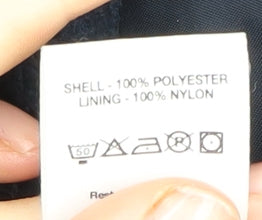 SHELL - 100% POLYESTER
LINING - 100% NYLON
50 P